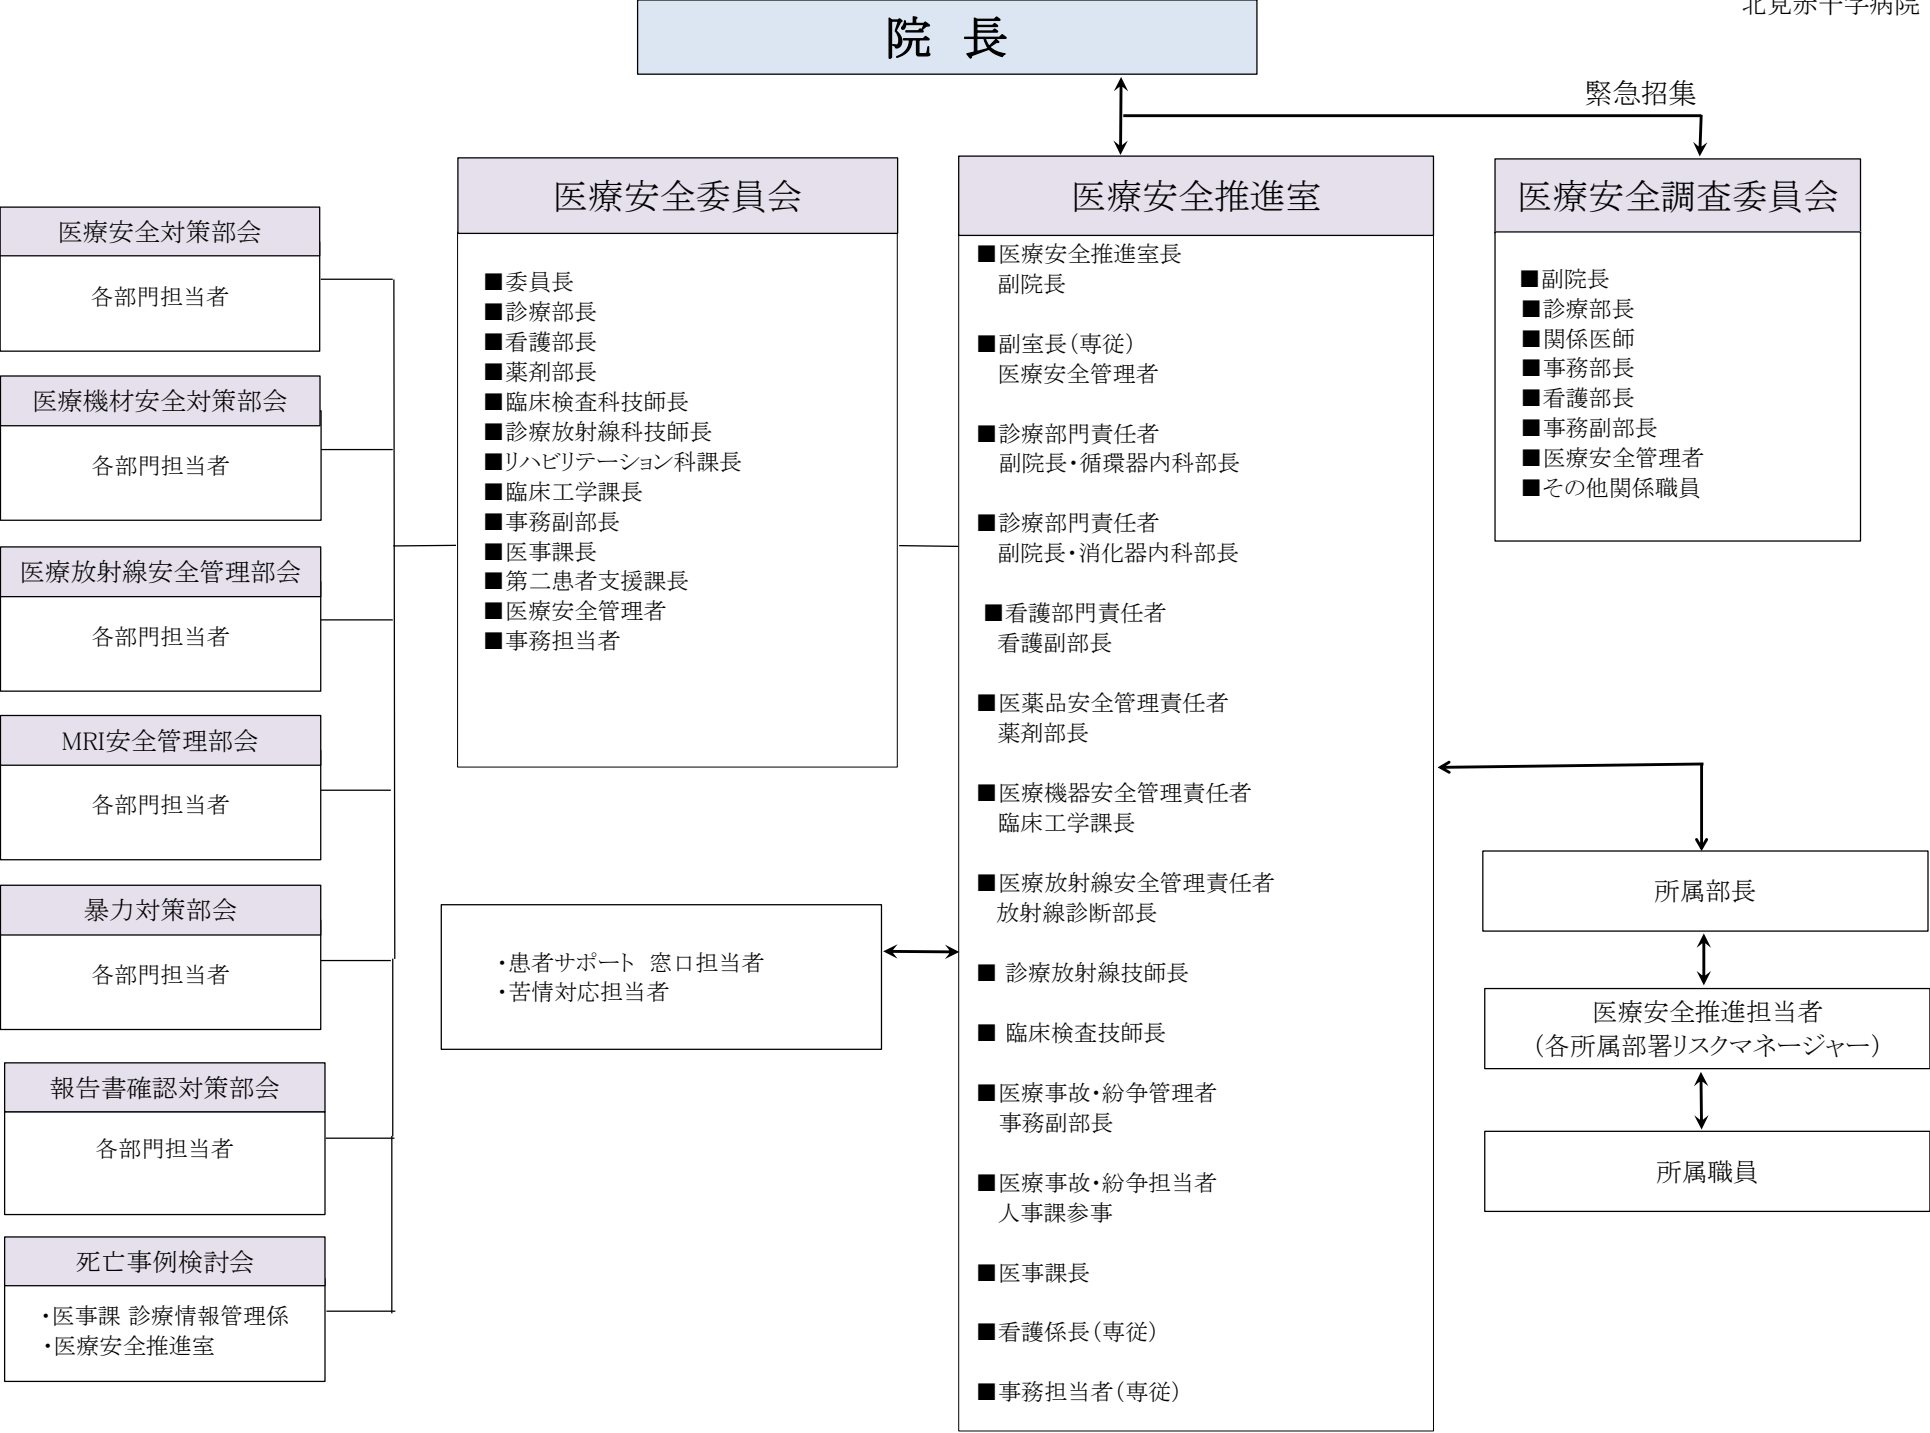 北見赤十字病院
院 長
緊急招集
医療安全対策部会
各部門担当者
医療機材安全対策部会
各部門担当者
医療放射線安全管理部会
各部門担当者
MRI安全管理部会
各部門担当者
暴力対策部会
各部門担当者
報告書確認対策部会
各部門担当者
死亡事例検討会
・医事課 診療情報管理係
・医療安全推進室
医療安全委員会
■委員長
■診療部長
■看護部長
■薬剤部長
■臨床検査科技師長
■診療放射線科技師長
■リハビリテーション科課長
■臨床工学課長
■事務副部長
■医事課長
■第二患者支援課長
■医療安全管理者
■事務担当者
・患者サポート 窓口担当者
・苦情対応担当者
医療安全推進室
■医療安全推進室長
副院長
■副室長(専従)
医療安全管理者
■診療部門責任者
副院長・循環器内科部長
■診療部門責任者
副院長・消化器内科部長
■看護部門責任者
看護副部長
■医薬品安全管理責任者
薬剤部長
■医療機器安全管理責任者
臨床工学課長
■医療放射線安全管理責任者
放射線診断部長
■ 診療放射線技師長
■ 臨床検査技師長
■医療事故・紛争管理者
事務副部長
■医療事故・紛争担当者
人事課参事
■医事課長
■看護係長(専従)
■事務担当者(専従)
医療安全調査委員会
■副院長
■診療部長
■関係医師
■事務部長
■看護部長
■事務副部長
■医療安全管理者
■その他関係職員
所属部長
医療安全推進担当者
(各所属部署リスクマネージャー)
所属職員